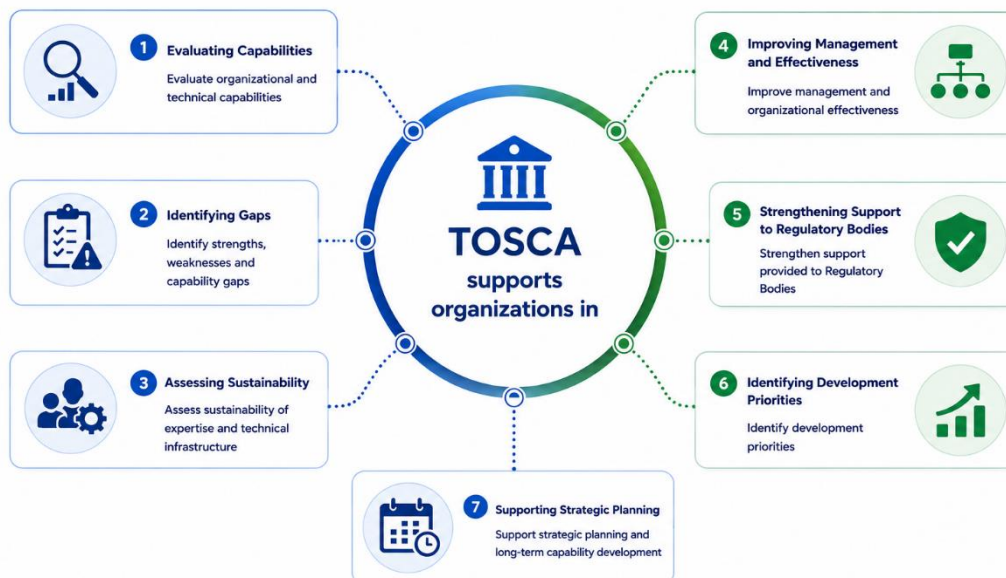 1 Evaluating Capabilities
Evaluate organizational and
technical capabilities
2 Identifying Gaps
Identify strengths,
weaknesses and
capability gaps
3 Assessing Sustainability
Assess sustainability of
expertise and technical
infrastructure
TOSCA
supports
organizations in
4 Improving Management
and Effectiveness
Improve management and
organizational effectiveness
5 Strengthening Support
to Regulatory Bodies
Strengthen support
provided to Regulatory
Bodies
6 Identifying Development
Priorities
Identify development
priorities
7 Supporting Strategic Planning
Support strategic planning and
long-term capability development